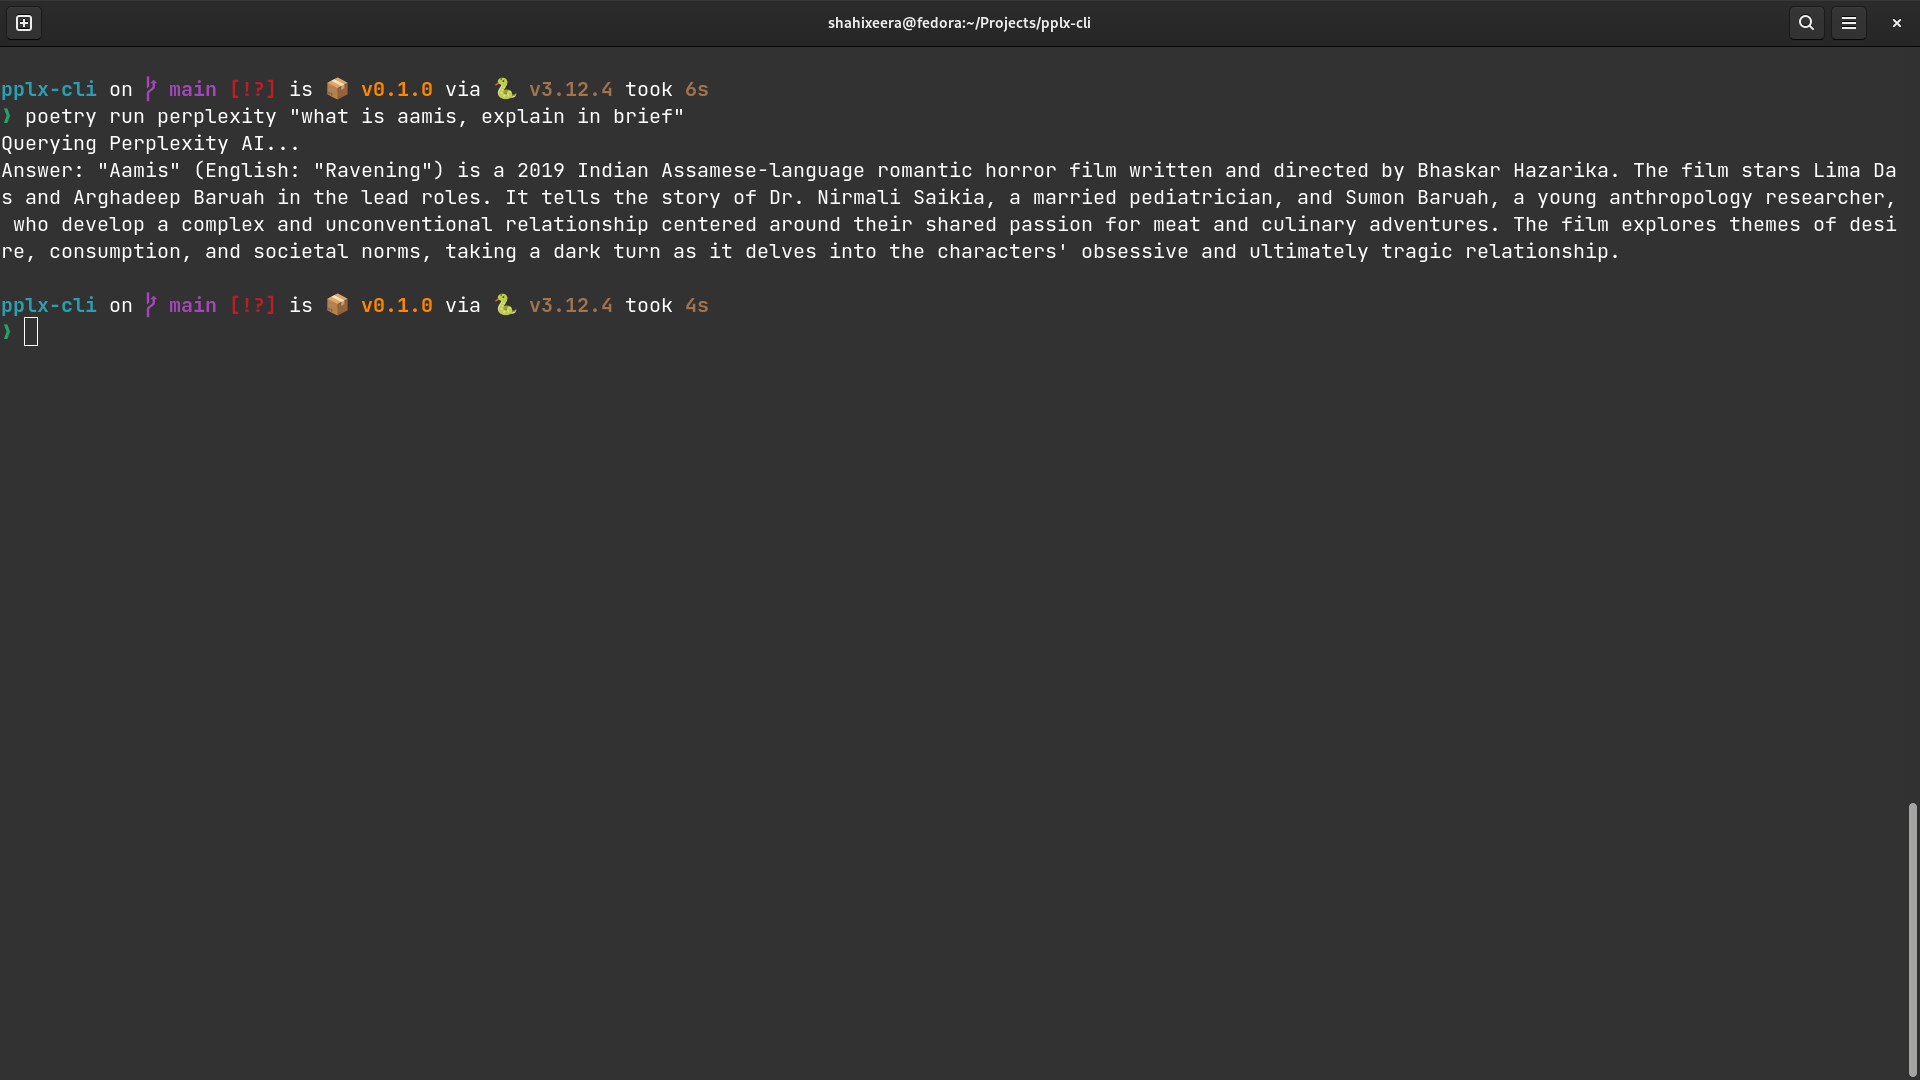 shahixeera@fedora:~/Projects/pplx-cli
pplx-cli on main [!?] is 📦 v0.1.0 via 🐍 v3.12.4 took 6s
❯ poetry run perplexity "what is aamis, explain in brief"
Querying Perplexity AI...
Answer: "Aamis" (English: "Ravening") is a 2019 Indian Assamese-language romantic horror film written and directed by Bhaskar Hazarika. The film stars Lima Da
s and Arghadeep Baruah in the lead roles. It tells the story of Dr. Nirmali Saikia, a married pediatrician, and Sumon Baruah, a young anthropology researcher,
 who develop a complex and unconventional relationship centered around their shared passion for meat and culinary adventures. The film explores themes of desi
re, consumption, and societal norms, taking a dark turn as it delves into the characters' obsessive and ultimately tragic relationship.
pplx-cli on main [!?] is 📦 v0.1.0 via 🐍 v3.12.4 took 4s
❯